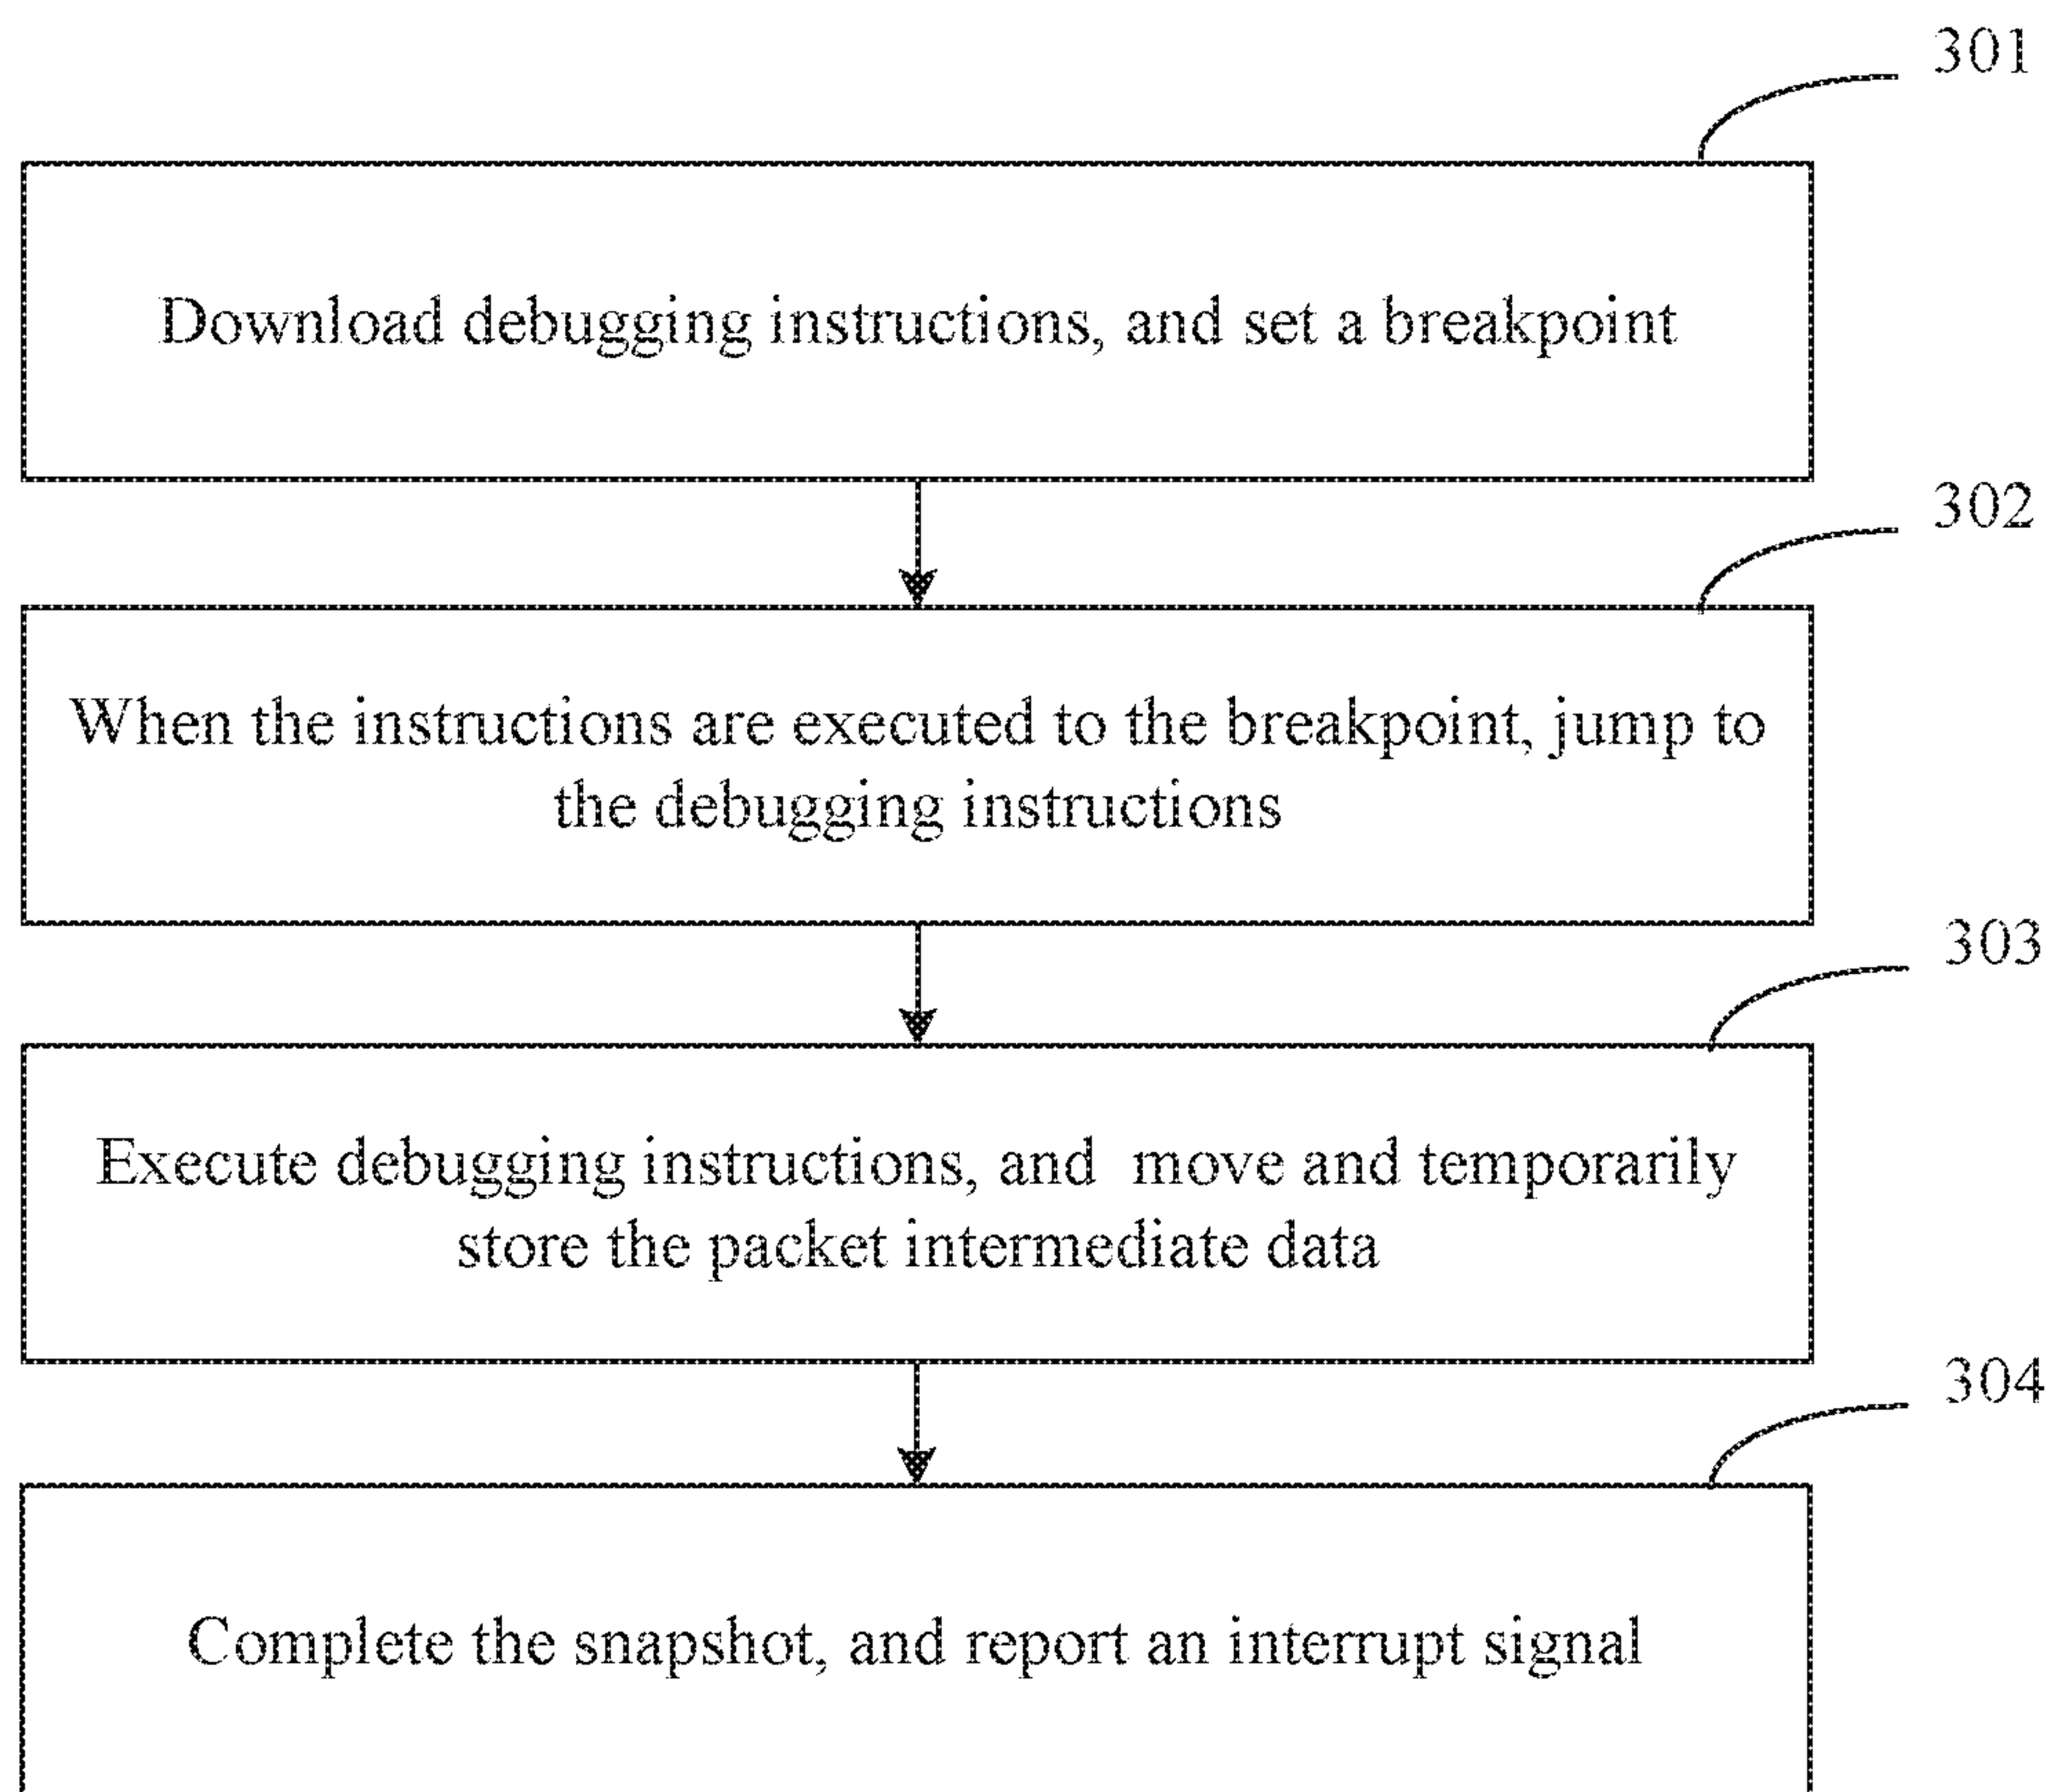 301
Download debugging instructions, and set a breakpoint
302
When the instructions are executed to the breakpoint, jump to
the debugging instructions
303
Execute debugging instructions, and  move and temporarily
store the packet intermediate data
304
Complete the snapshot, and report an interrupt signal